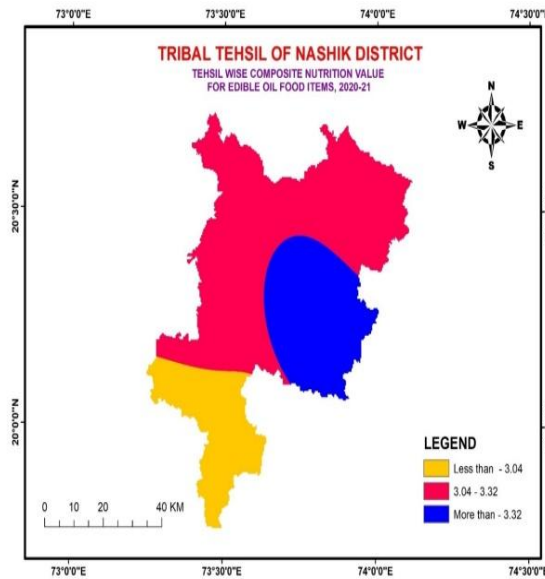 73°0'0"E 73°30'0"E 74°0'0"E 74°30'0"E
TRIBAL TEHSIL OF NASHIK DISTRICT
TEHSIL WISE COMPOSITE NUTRITION VALUE
FOR EDIBLE OIL FOOD ITEMS, 2020-21
N
W E
S
20°30'0"N
20°0'0"N
LEGEND
Less than - 3.04
3.04 - 3.32
More than - 3.32
0 10 20 40 KM
73°0'0"E 73°30'0"E 74°0'0"E 74°30'0"E